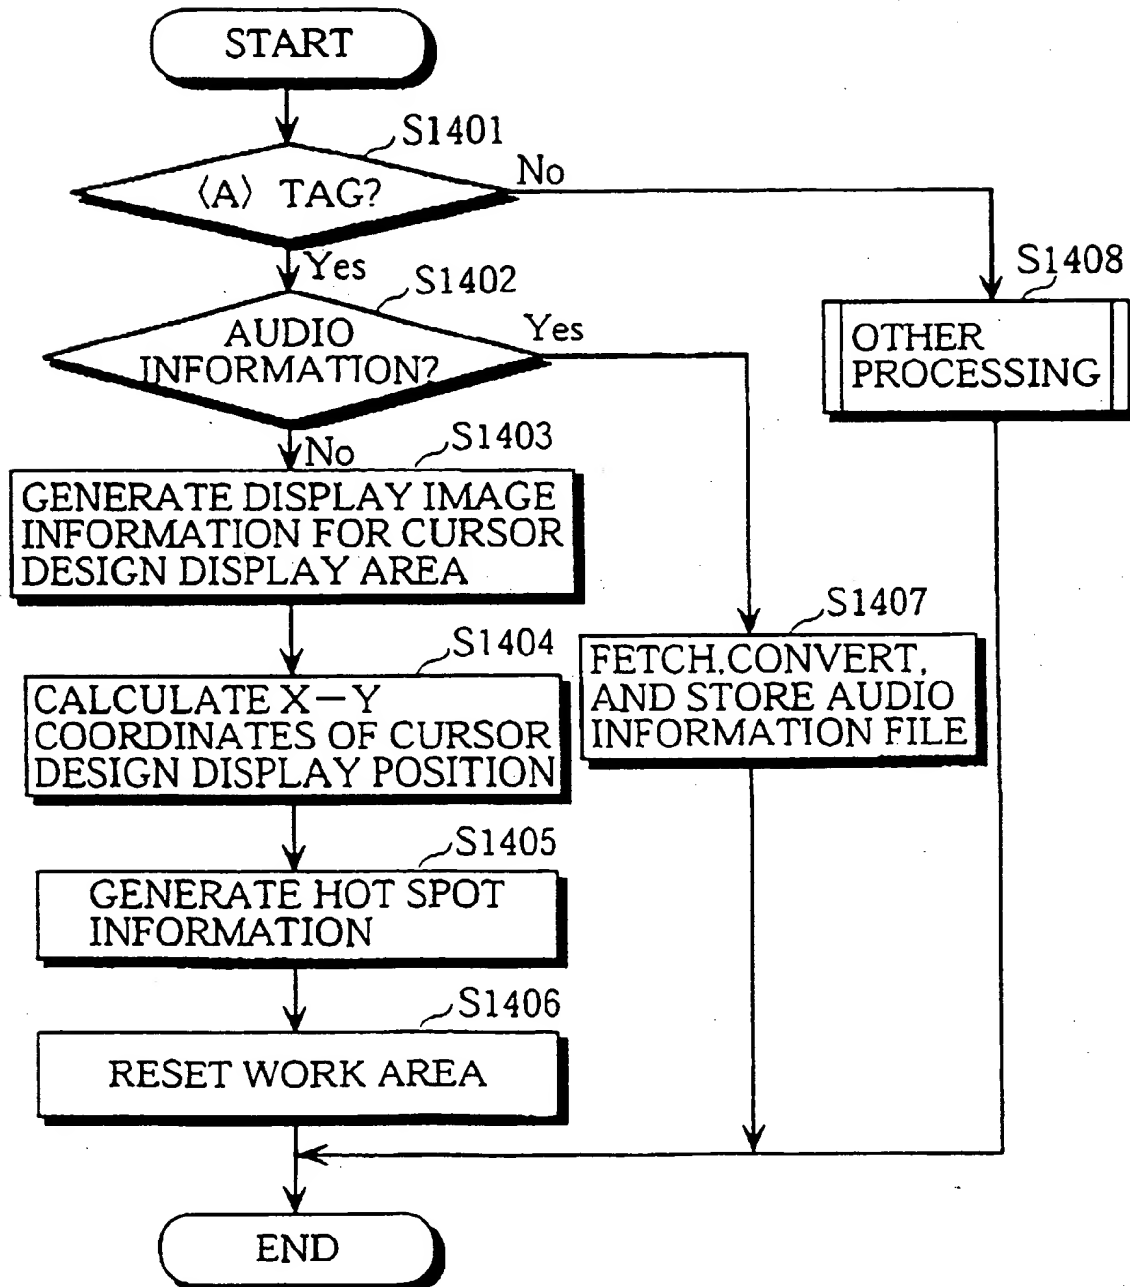 START
S1401
⟨A⟩ TAG?
No
Yes
S1402
AUDIO
INFORMATION?
Yes
S1408
OTHER
PROCESSING
No
S1403
GENERATE DISPLAY IMAGE
INFORMATION FOR CURSOR
DESIGN DISPLAY AREA
S1407
FETCH,CONVERT,
AND STORE AUDIO
INFORMATION FILE
S1404
CALCULATE X－Y
COORDINATES OF CURSOR
DESIGN DISPLAY POSITION
S1405
GENERATE HOT SPOT
INFORMATION
S1406
RESET WORK AREA
END